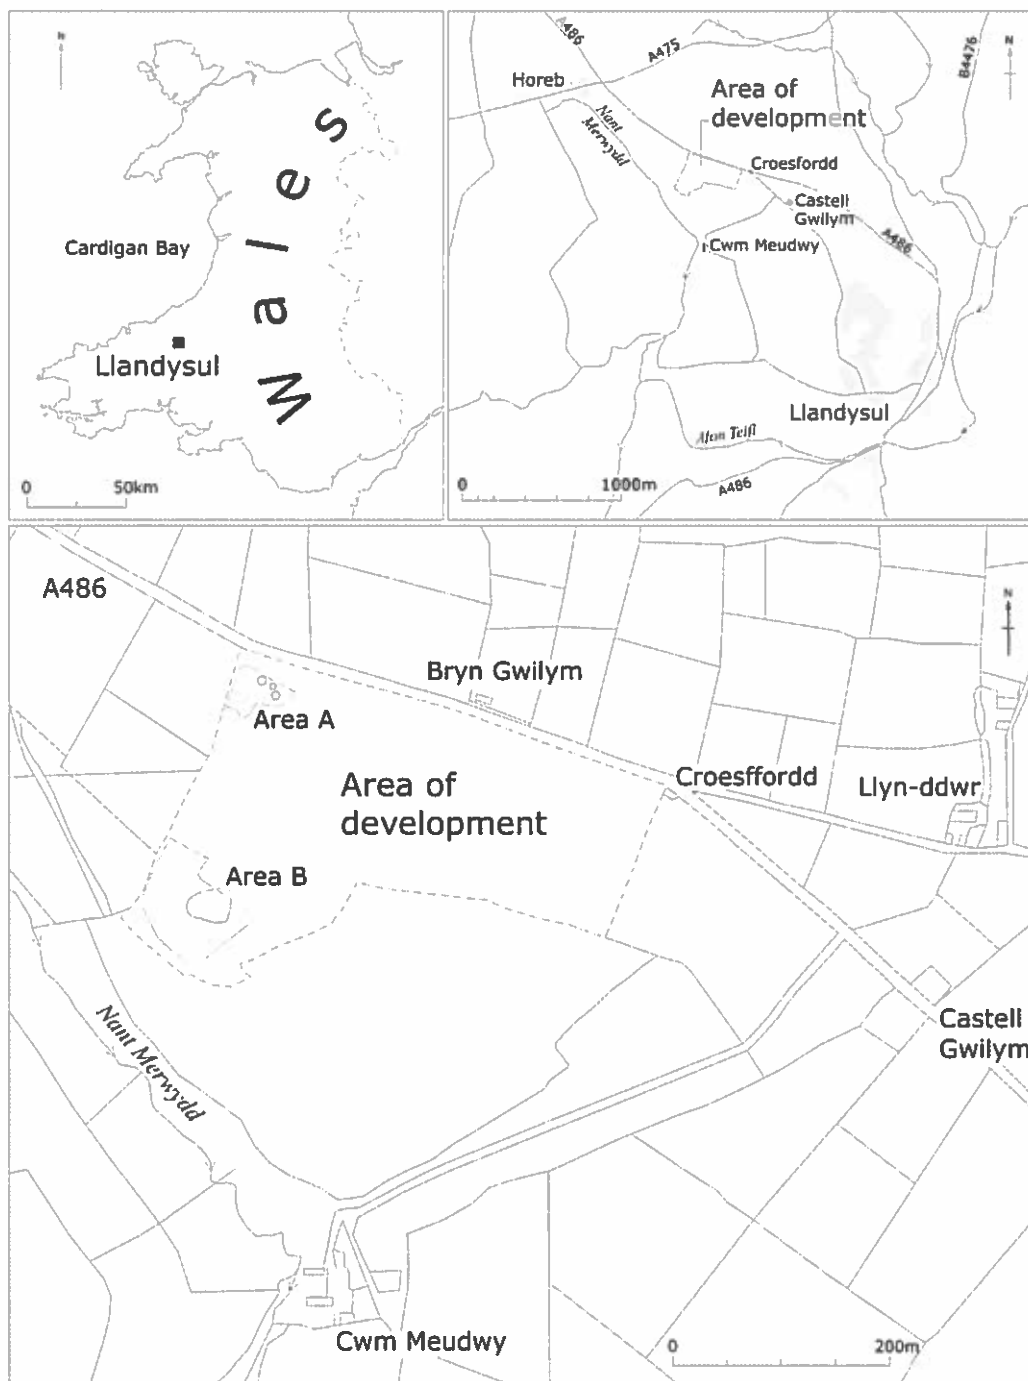 N
Cardigan Bay
Wales
Llandysul
0 50km
A486
A475
B4476
N
Horeb
Nant
Merwydd
Area of
development
Croesfordd
Castell
Gwilym
A486
Cwm Meudwy
Llandysul
Afon Teifi
0 1000m
A486
A486
N
Bryn Gwilym
Area A
Croesffordd
Llyn-ddwr
Area of
development
Area B
Nant Merwydd
Castell
Gwilym
Cwm Meudwy
0 200m